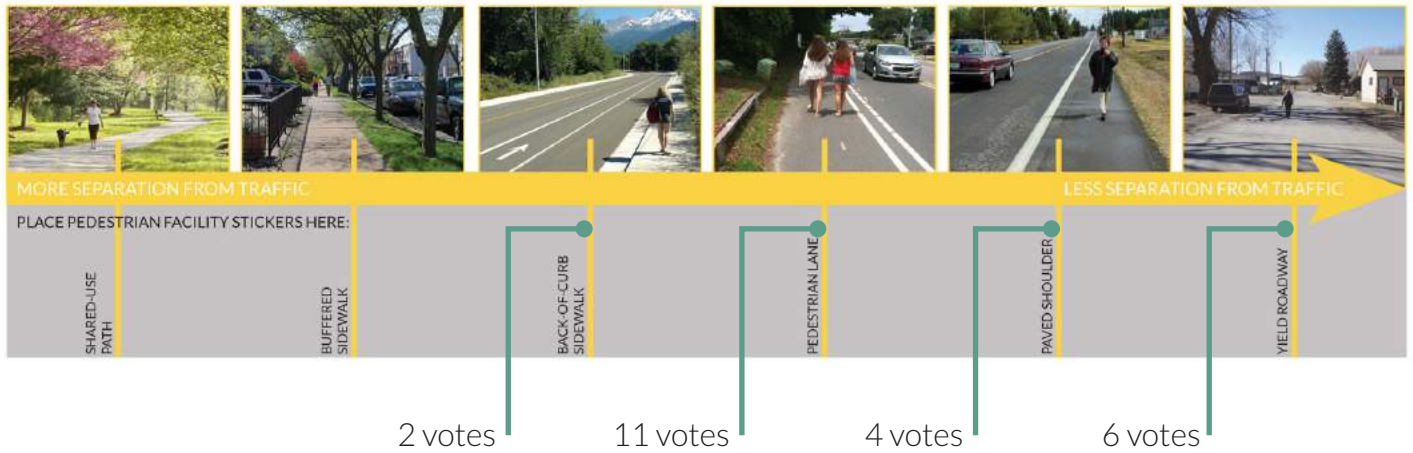 MORE SEPARATION FROM TRAFFIC
LESS SEPARATION FROM TRAFFIC
PLACE PEDESTRIAN FACILITY STICKERS HERE:
SHARED-USE
PATH
BUFFERED
SIDEWALK
BACK-OF-CURB
SIDEWALK
PEDESTRIAN LANE
PAVED SHOULDER
YIELD ROADWAY
2 votes
11 votes
4 votes
6 votes